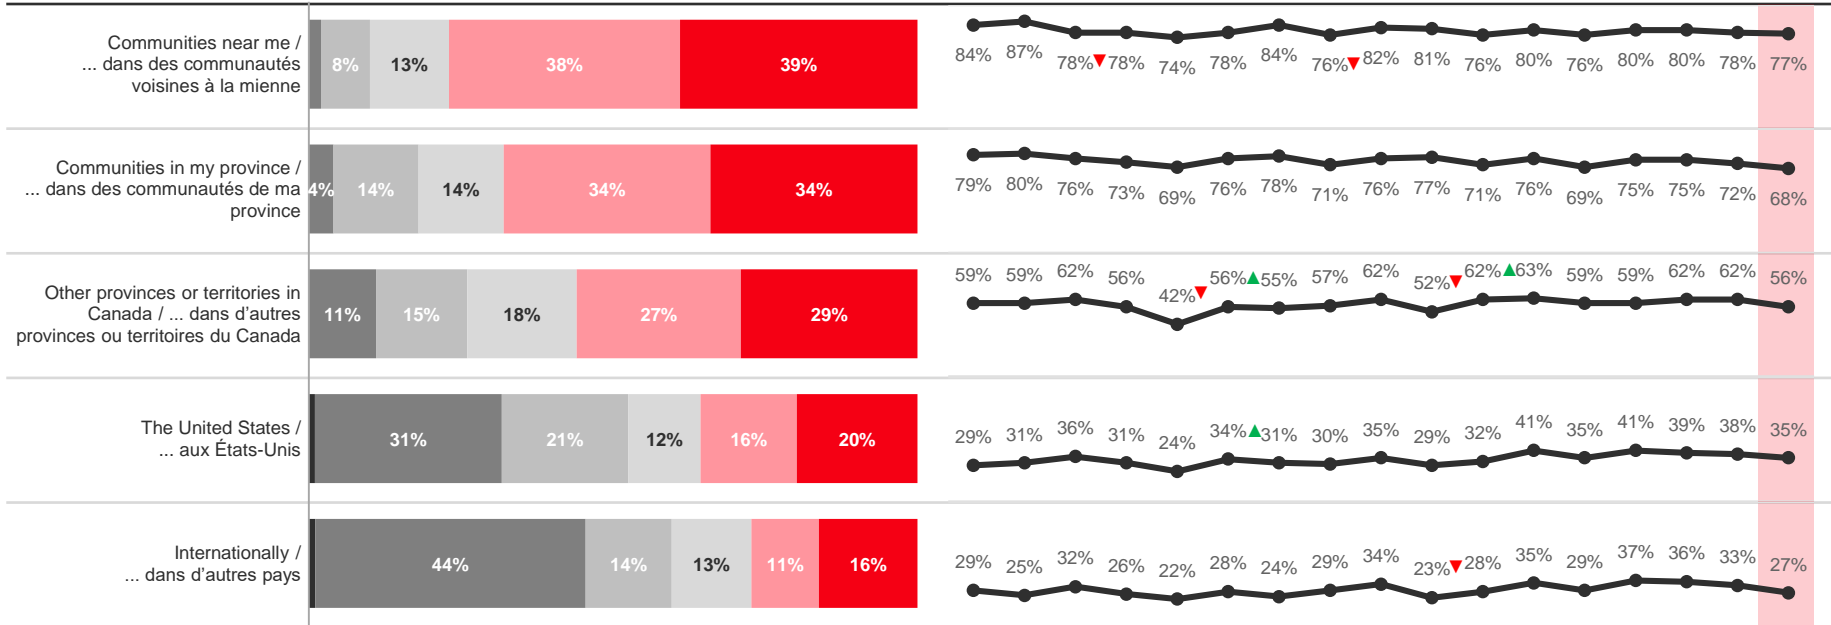 Communities near me /
... dans des communautés
voisines à la mienne
8% 13% 38% 39%
84% 87% 78%▼78% 74% 78% 84% 76%▼82% 81% 76% 80% 76% 80% 80% 78% 77%
Communities in my province /
... dans des communautés de ma
province
4% 14% 14% 34% 34%
79% 80% 76% 73% 69% 76% 78% 71% 76% 77% 71% 76% 69% 75% 75% 72% 68%
Other provinces or territories in
Canada / ... dans d'autres
provinces ou territoires du Canada
11% 15% 18% 27% 29%
59% 59% 62% 56% 42%▼ 56%▲55% 57% 62% 52%▼62% ▲63% 59% 59% 62% 62% 56%
The United States /
... aux États-Unis
31% 21% 12% 16% 20%
29% 31% 36% 31% 24% 34%▲31% 30% 35% 29% 32% 41% 35% 41% 39% 38% 35%
Internationally /
... dans d'autres pays
44% 14% 13% 11% 16%
29% 25% 32% 26% 22% 28% 24% 29% 34% 23%▼28% 35% 29% 37% 36% 33% 27%